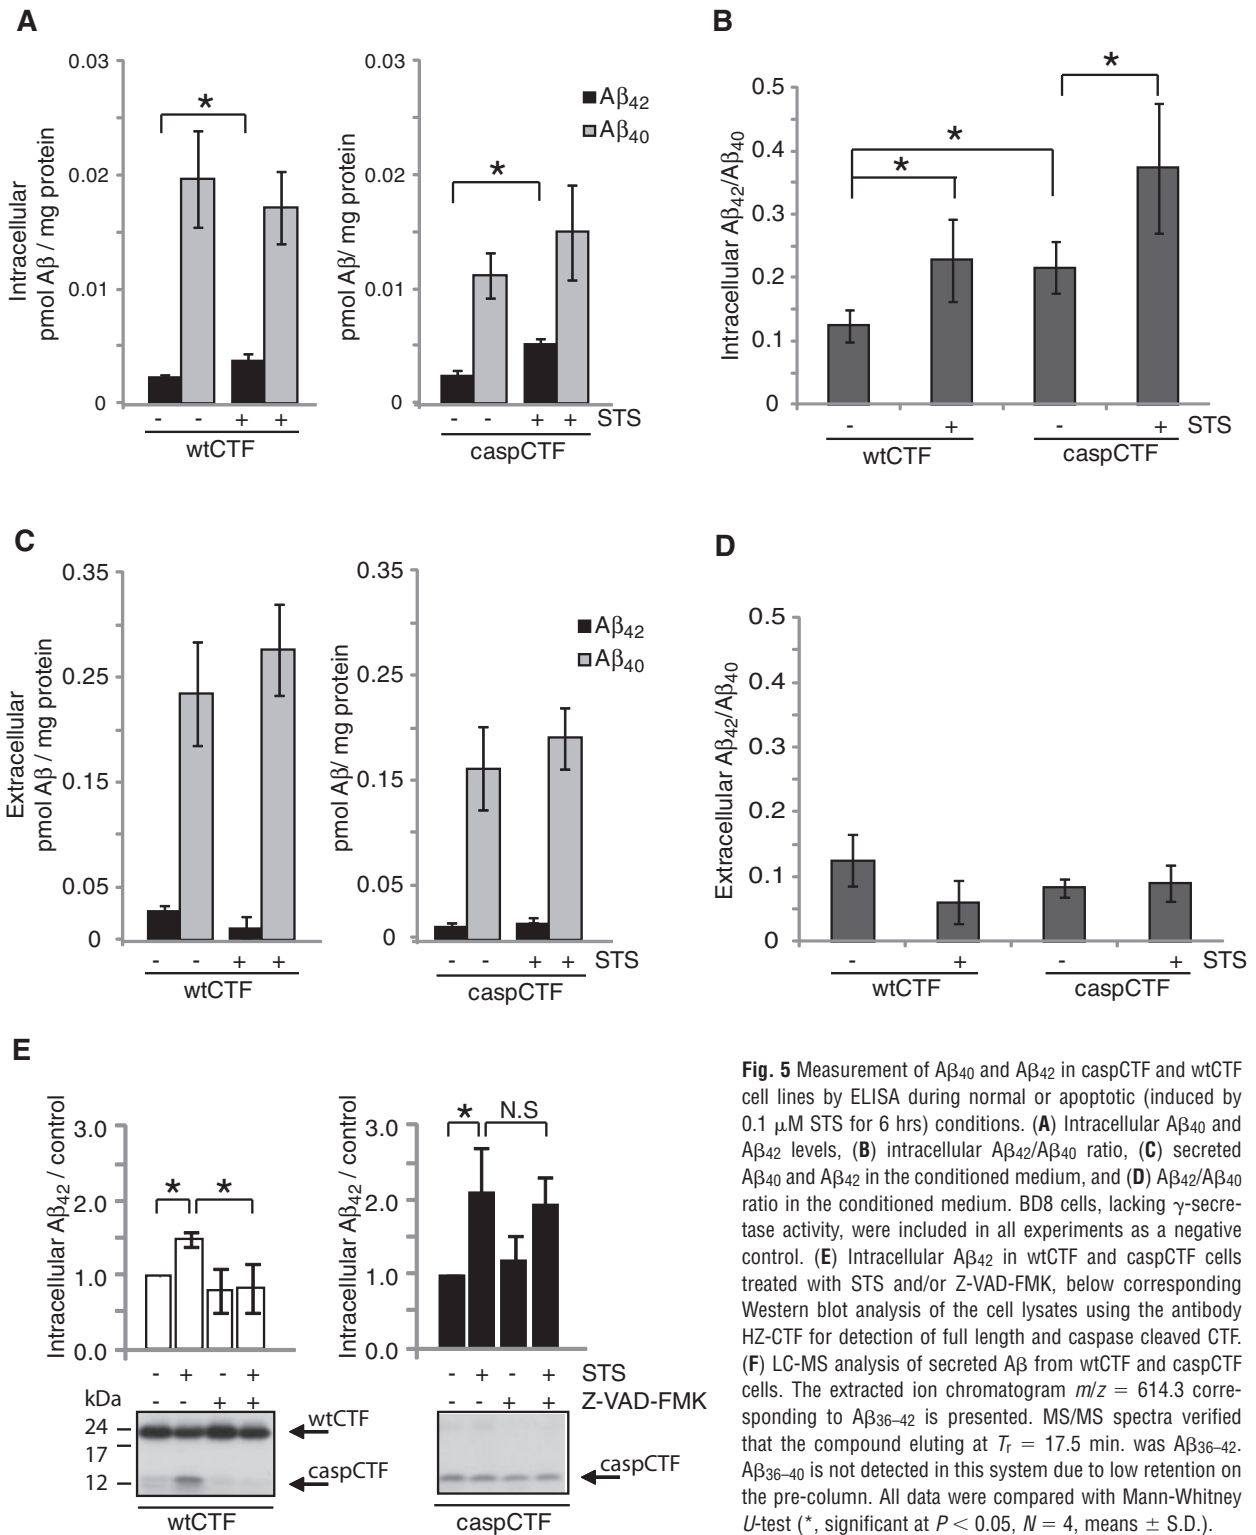 A
Intracellular
pmol Aβ / mg protein
0.03
0.02
0.01
0
*
- - + +
wtCTF
pmol Aβ/ mg protein
0.03
0.02
0.01
0
*
Aβ42
Aβ40
- - + + STS
caspCTF
B
Intracellular Aβ42/Aβ40
0.5
0.4
0.3
0.2
0.1
0
*
*
*
- + - + STS
wtCTF caspCTF
C
Extracellular
pmol Aβ / mg protein
0.35
0.25
0.15
0.05
0
- - + +
wtCTF
pmol Aβ/ mg protein
0.35
0.25
0.15
0.05
0
Aβ42
Aβ40
- - + + STS
caspCTF
D
Extracellular Aβ42/Aβ40
0.5
0.4
0.3
0.2
0.1
0
- + - + STS
wtCTF caspCTF
E
Intracellular Aβ42 / control
3.0
2.0
1.0
0.0
* *
Intracellular Aβ42 / control
3.0
2.0
1.0
0.0
* N.S
- + - + - + - + STS
- - + + - - + + Z-VAD-FMK
kDa
24
17
12
wtCTF
caspCTF
wtCTF
caspCTF
caspCTF
Fig. 5 Measurement of Aβ40 and Aβ42 in caspCTF and wtCTF
cell lines by ELISA during normal or apoptotic (induced by
0.1 μM STS for 6 hrs) conditions. (A) Intracellular Aβ40 and
Aβ42 levels, (B) intracellular Aβ42/Aβ40 ratio, (C) secreted
Aβ40 and Aβ42 in the conditioned medium, and (D) Aβ42/Aβ40
ratio in the conditioned medium. BD8 cells, lacking γ-secre-
tase activity, were included in all experiments as a negative
control. (E) Intracellular Aβ42 in wtCTF and caspCTF cells
treated with STS and/or Z-VAD-FMK, below corresponding
Western blot analysis of the cell lysates using the antibody
HZ-CTF for detection of full length and caspase cleaved CTF.
(F) LC-MS analysis of secreted Aβ from wtCTF and caspCTF
cells. The extracted ion chromatogram m/z = 614.3 corre-
sponding to Aβ36–42 is presented. MS/MS spectra verified
that the compound eluting at Tr = 17.5 min. was Aβ36–42.
Aβ36–40 is not detected in this system due to low retention on
the pre-column. All data were compared with Mann-Whitney
U-test (*, significant at P < 0.05, N = 4, means ± S.D.).